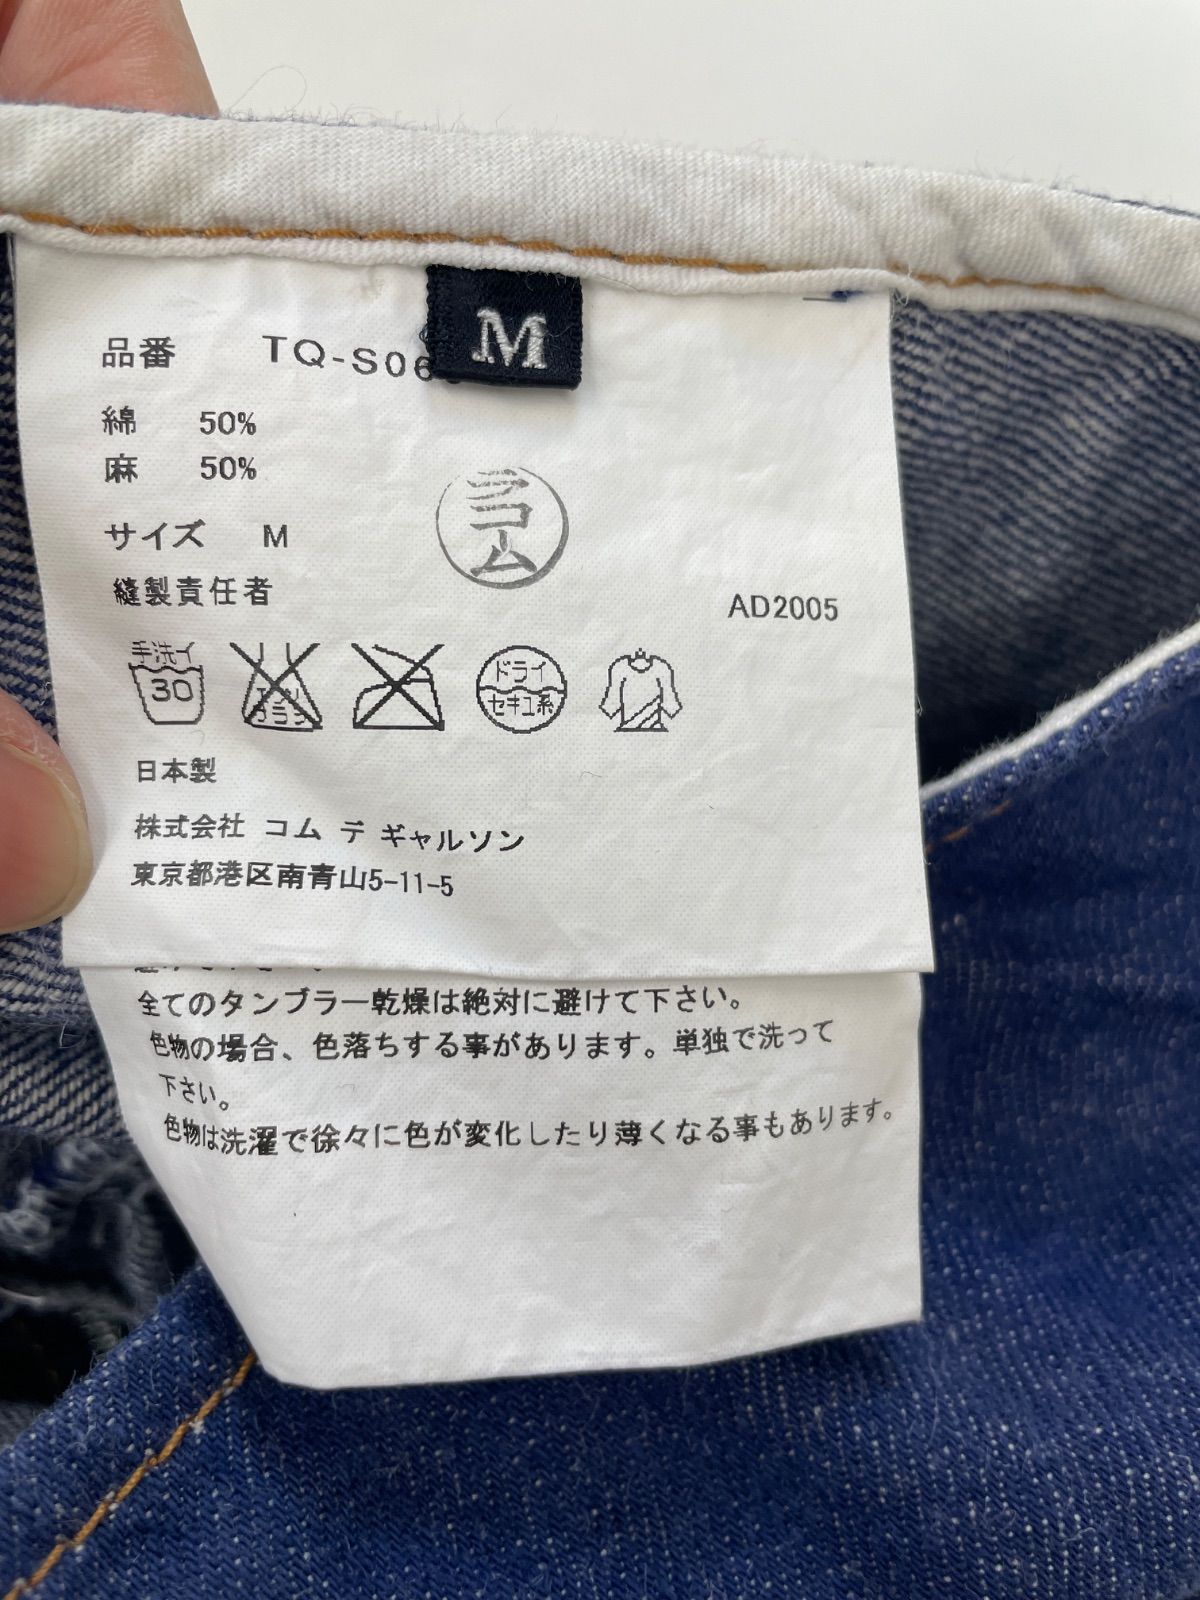 M
品番 TQ-S06
綿 50%
麻 50%
コム
サイズ M
縫製責任者
AD2005
手洗イ
30
エンソ
サラシ
ドライ
セキユ系
日本製
株式会社 コム デ ギャルソン
東京都港区南青山5-11-5
全てのタンブラー乾燥は絶対に避けて下さい。
色物の場合、色落ちする事があります。単独で洗って
下さい。
色物は洗濯で徐々に色が変化したり薄くなる事もあります。